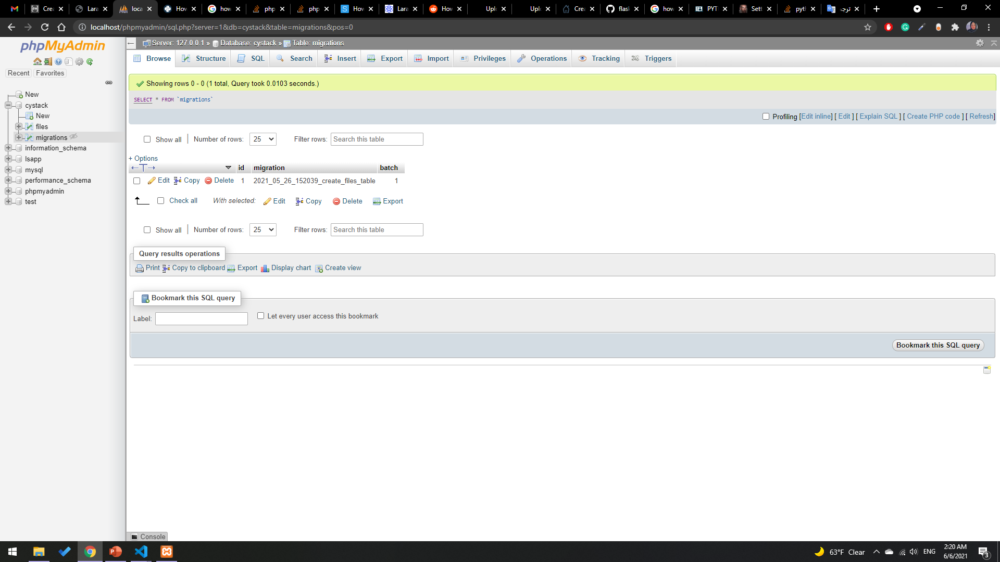 Crea
Lara
loca
How
how
php
php
How
Lara
How
Uplo
Uplo
Crea
flask
how
PYT
Sett
pyth
ترجد
localhost/phpmyadmin/sql.php?server=1&db=cystack&table=migrations&pos=0
phpMyAdmin
Recent
Favorites
New
cystack
New
files
migrations
information_schema
lsapp
mysql
performance_schema
phpmyadmin
test
Server: 127.0.0.1 » Database: cystack » Table: migrations
Browse Structure SQL Search Insert Export Import Privileges Operations Tracking Triggers
Showing rows 0 - 0 (1 total, Query took 0.0103 seconds.)
SELECT * FROM `migrations`
Profiling [Edit inline] [ Edit ] [ Explain SQL ] [ Create PHP code ] [ Refresh]
Show all Number of rows: 25 Filter rows: Search this table
+ Options
←T→ id migration batch
Edit Copy Delete 1 2021_05_26_152039_create_files_table 1
Check all With selected: Edit Copy Delete Export
Show all Number of rows: 25 Filter rows: Search this table
Query results operations
Print Copy to clipboard Export Display chart Create view
Bookmark this SQL query
Label: Let every user access this bookmark
Bookmark this SQL query
Console
63°F Clear
ENG
2:20 AM
6/6/2021
3